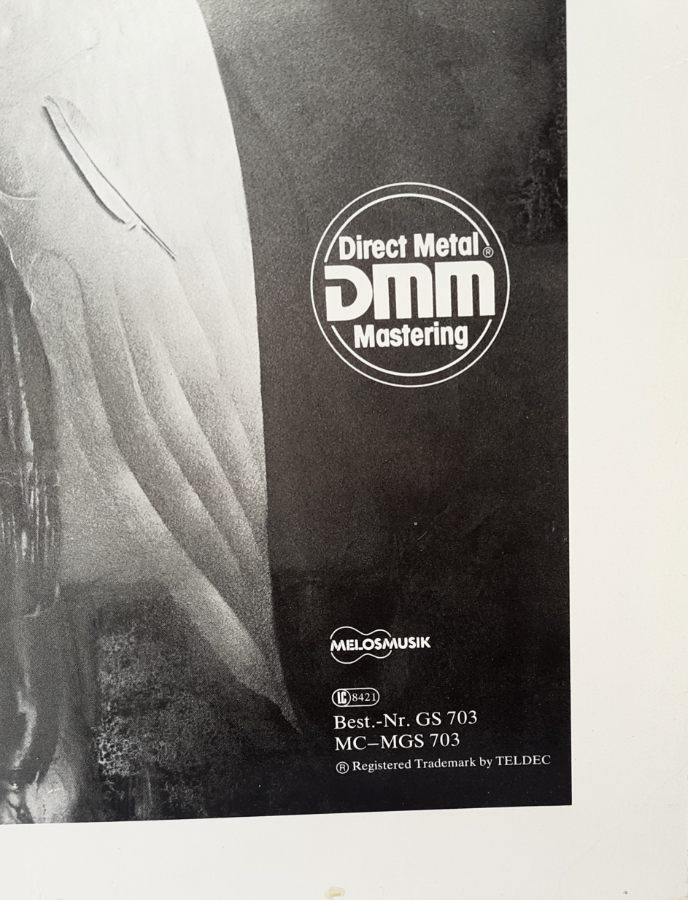 Direct Metal ®
DMM
Mastering
MELOSMUSIK
LC 8421
Best.-Nr. GS 703
MC–MGS 703
® Registered Trademark by TELDEC